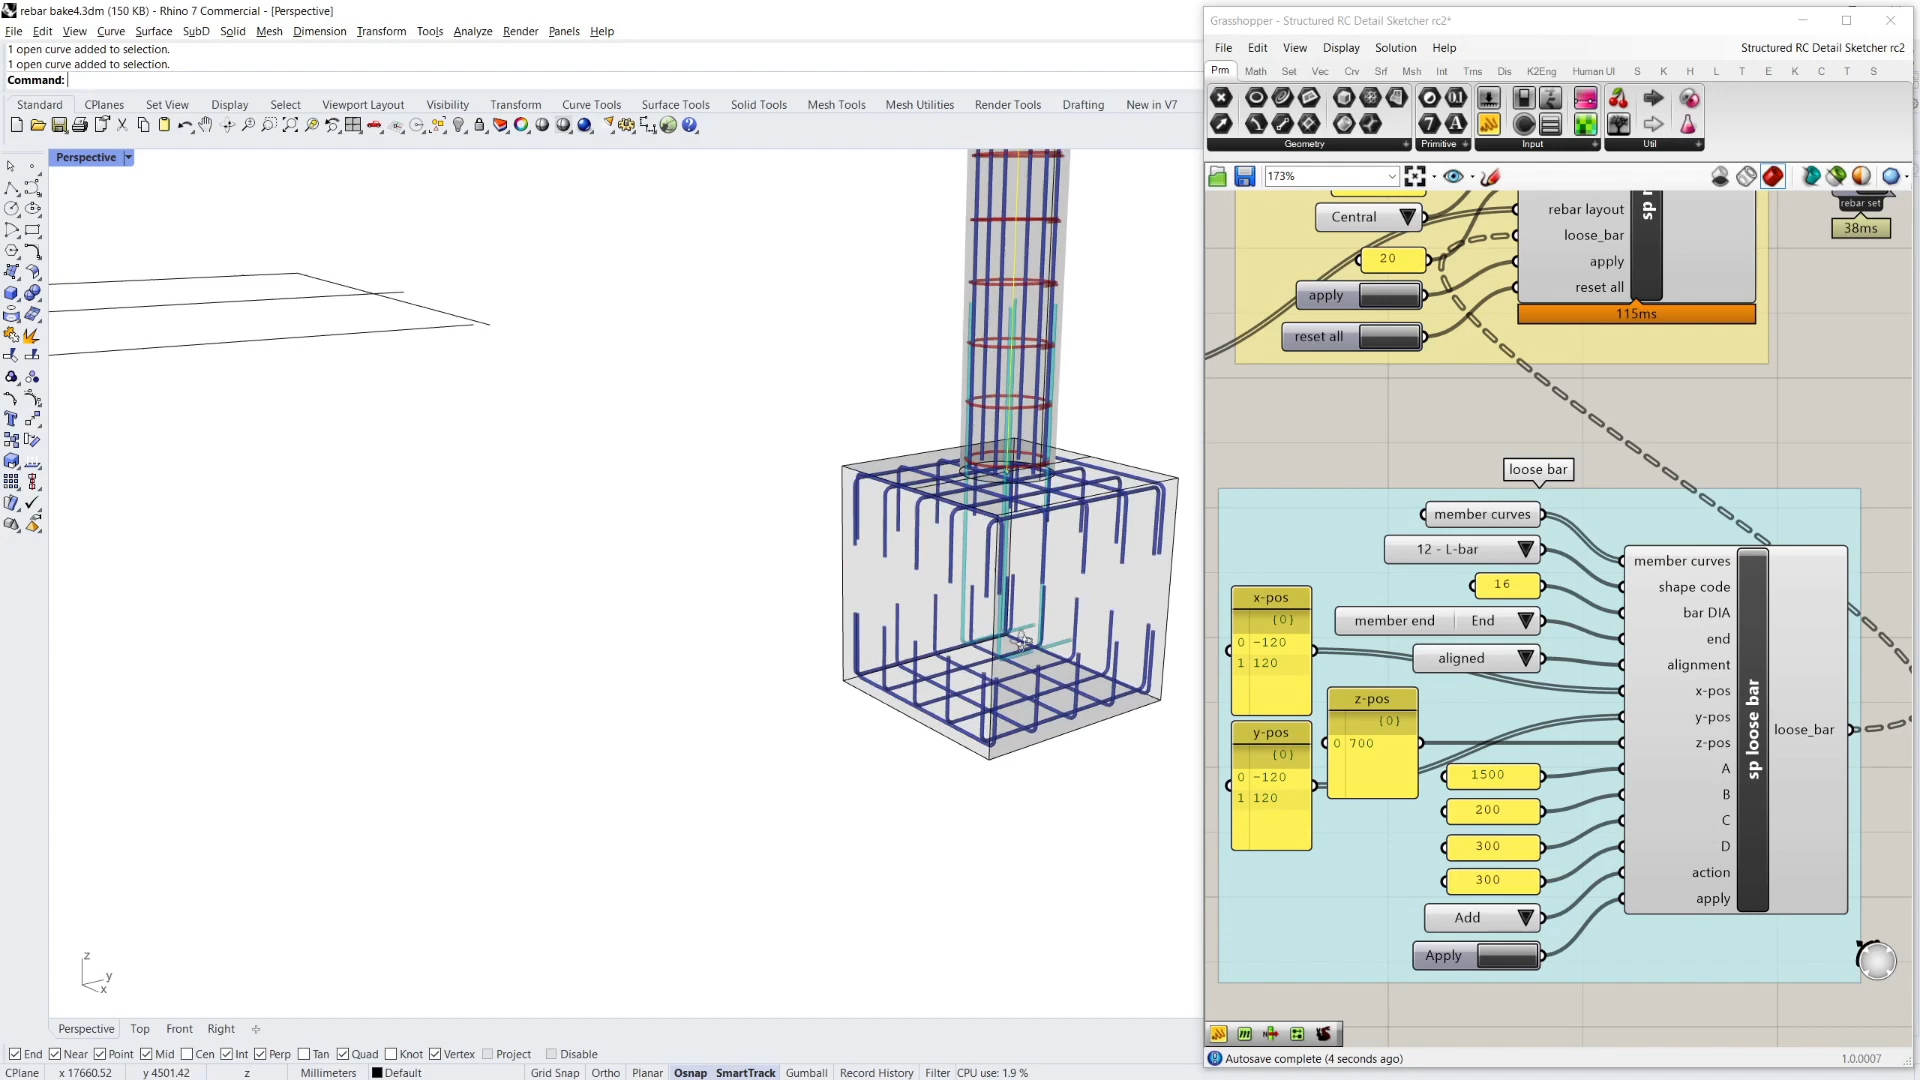 rebar bake4.3dm (150 KB) - Rhino 7 Commercial - [Perspective]
File Edit View Curve Surface SubD Solid Mesh Dimension Transform Tools Analyze Render Panels Help
1 open curve added to selection.
1 open curve added to selection.
Command:
Standard CPlanes Set View Display Select Viewport Layout Visibility Transform Curve Tools Surface Tools Solid Tools Mesh Tools Mesh Utilities Render Tools Drafting New in V7
Perspective
z
y
x
Perspective Top Front Right
End Near Point Mid Cen Int Perp Tan Quad Knot Vertex Project Disable
CPlane x 17660.52 y 4501.42 z Millimeters Default Grid Snap Ortho Planar Osnap SmartTrack Gumball Record History Filter CPU use: 1.9 %
Grasshopper - Structured RC Detail Sketcher rc2*
File Edit View Display Solution Help Structured RC Detail Sketcher rc2
Prm Math Set Vec Crv Srf Msh Int Trns Dis K2Eng Human UI S K H L T E K C T S
Geometry Primitive Input Util
173%
Central
20
apply
reset all
rebar layout
loose_bar
apply
reset all
115ms
rebar set
38ms
loose bar
member curves
12 - L-bar
16
member end End
aligned
x-pos
{0}
0 -120
1 120
y-pos
{0}
0 -120
1 120
z-pos
{0}
0 700
1500
200
300
300
Add
Apply
member curves
shape code
bar DIA
end
alignment
x-pos
y-pos
z-pos
A
B
C
D
action
apply
sp loose bar
loose_bar
Autosave complete (4 seconds ago)
1.0.0007